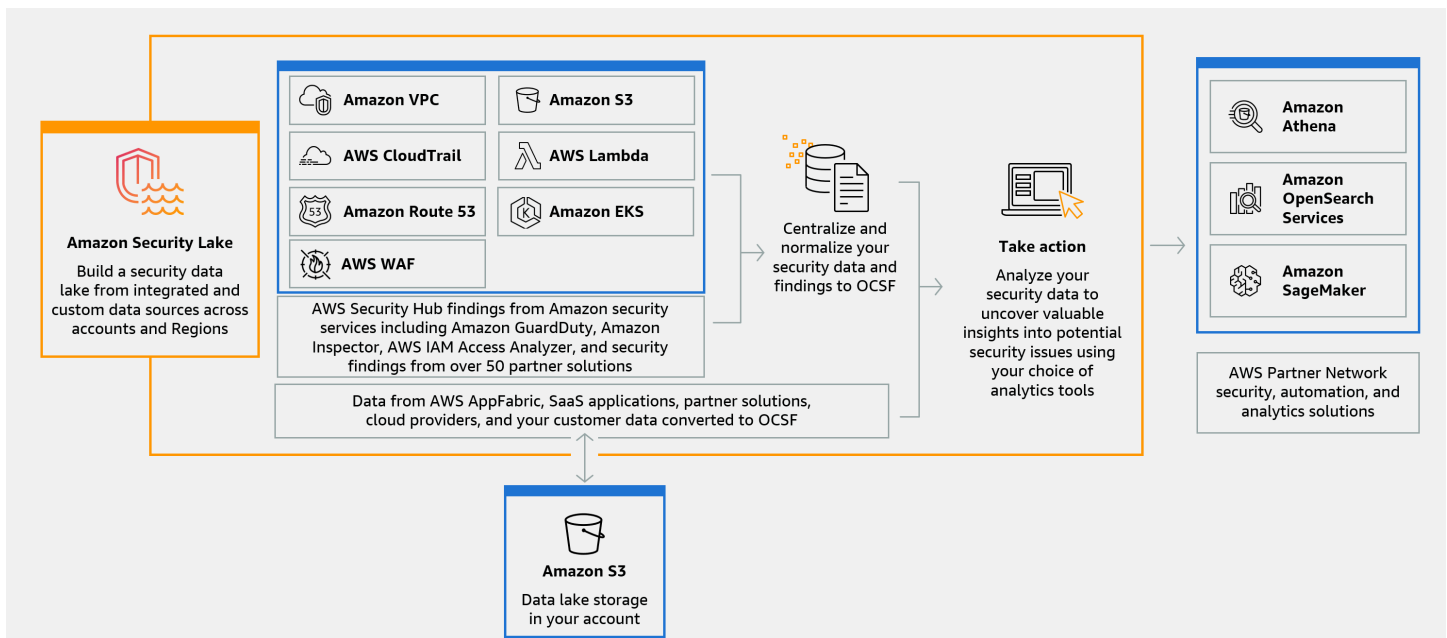 Amazon Security Lake
Build a security data
lake from integrated and
custom data sources across
accounts and Regions
Amazon VPC
Amazon S3
AWS CloudTrail
AWS Lambda
53
Amazon Route 53
K
Amazon EKS
AWS WAF
AWS Security Hub findings from Amazon security
services including Amazon GuardDuty, Amazon
Inspector, AWS IAM Access Analyzer, and security
findings from over 50 partner solutions
Data from AWS AppFabric, SaaS applications, partner solutions,
cloud providers, and your customer data converted to OCSF
Centralize and
normalize your
security data and
findings to OCSF
Take action
Analyze your
security data to
uncover valuable
insights into potential
security issues using
your choice of
analytics tools
Amazon
Athena
Amazon
OpenSearch
Services
Amazon
SageMaker
AWS Partner Network
security, automation, and
analytics solutions
Amazon S3
Data lake storage
in your account